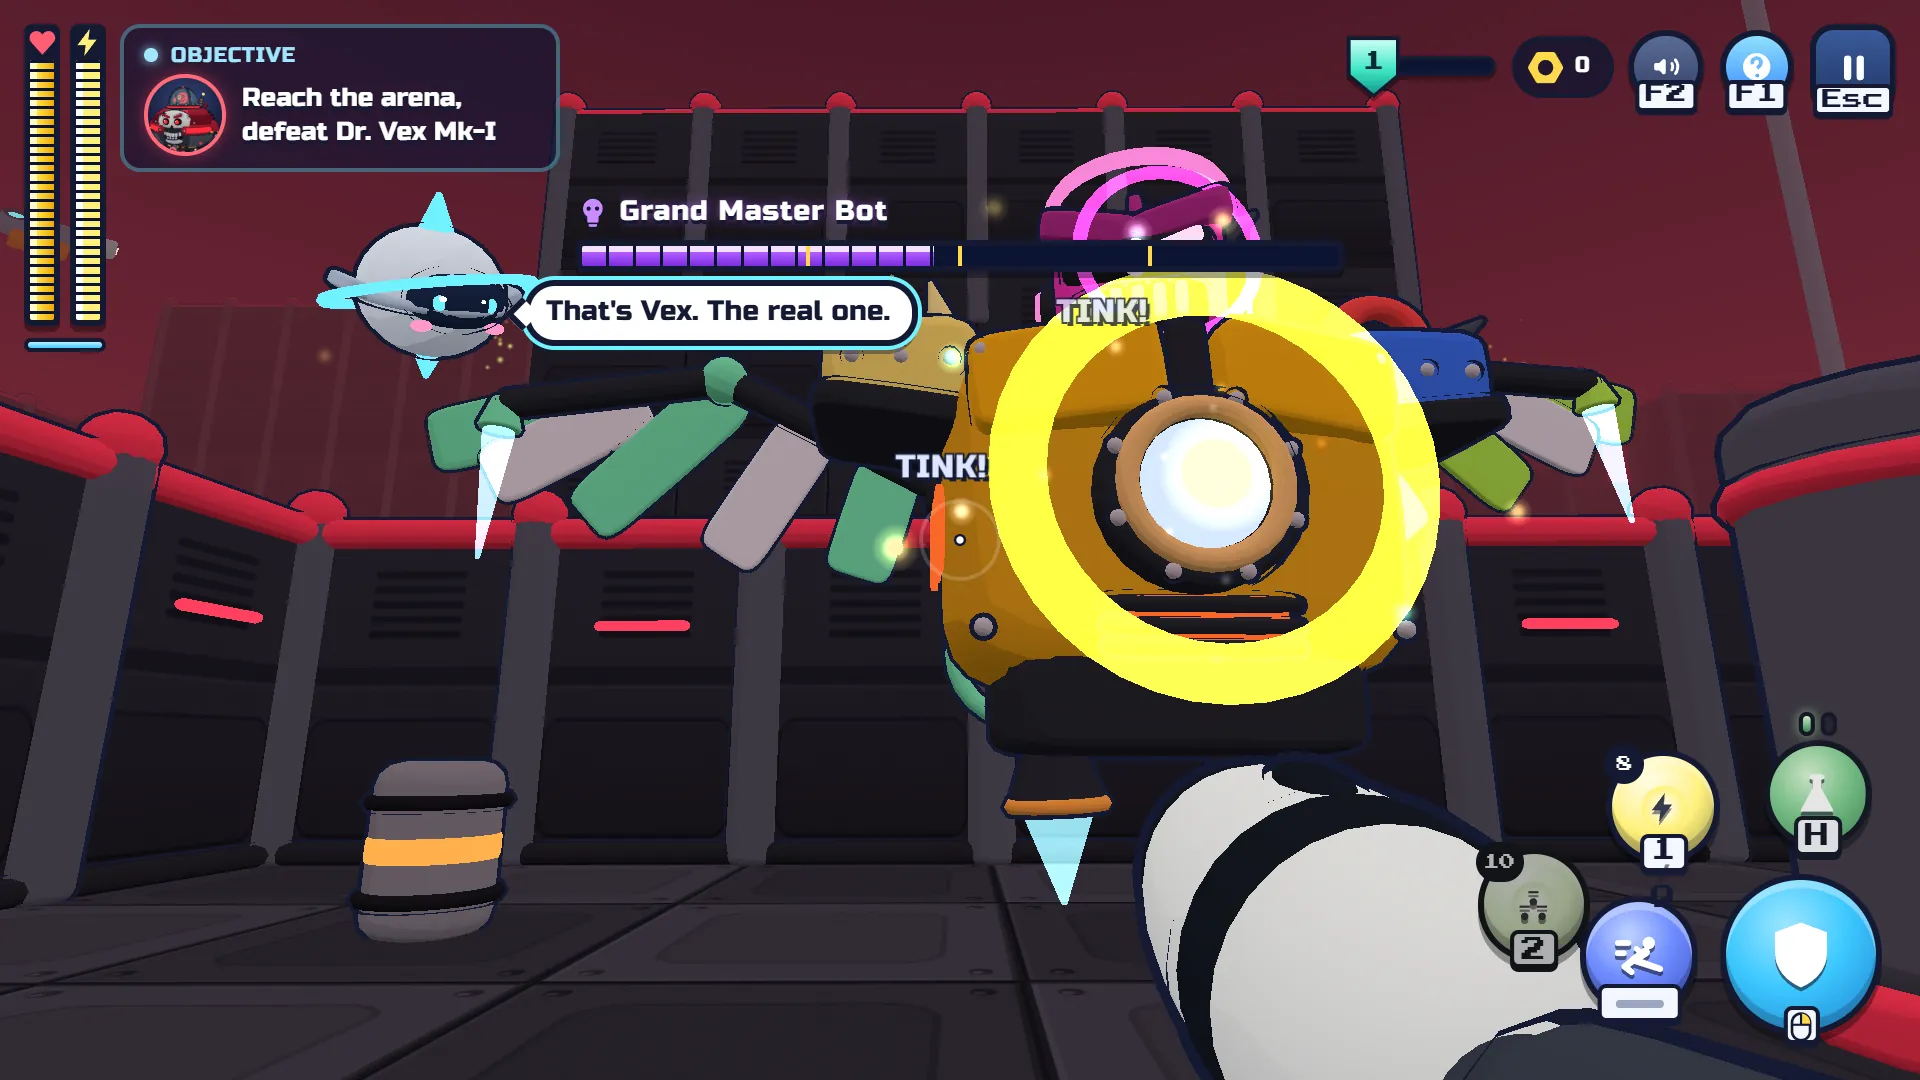 OBJECTIVE
Reach the arena,
defeat Dr. Vex Mk-I
1
0
F2
F1
Esc
Grand Master Bot
That's Vex. The real one.
TINK!
TINK!
8
1
H
10
2